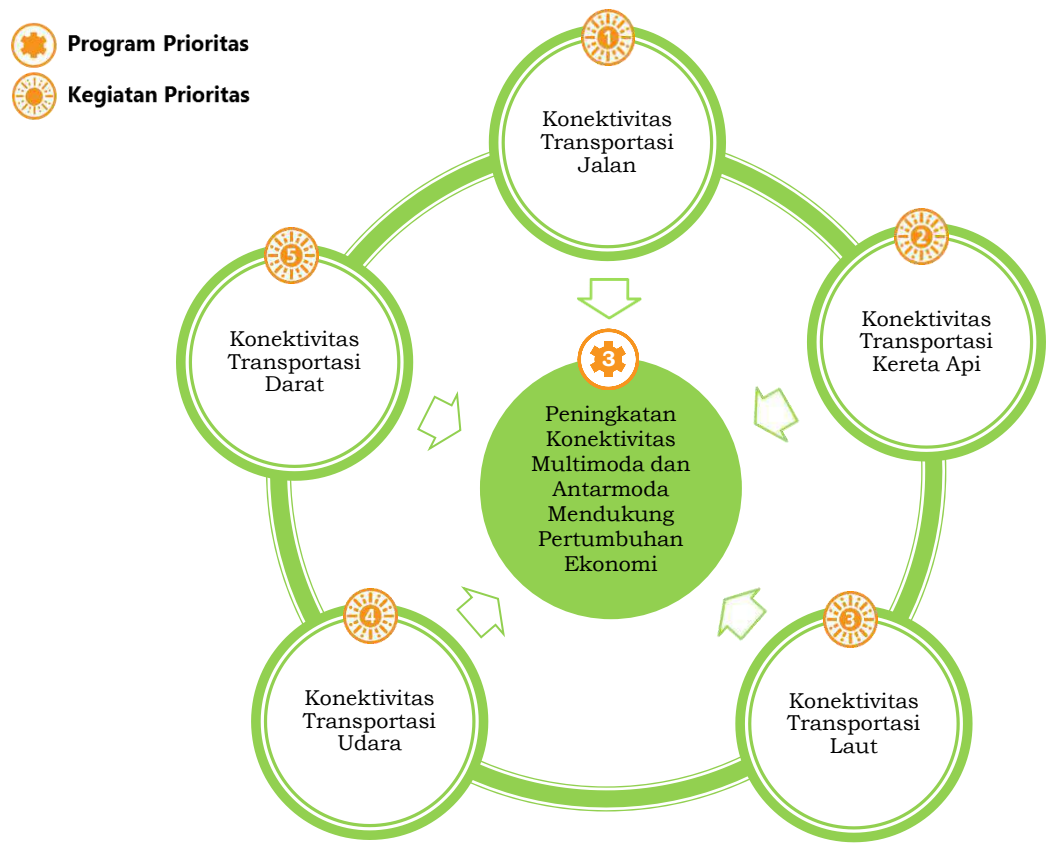 Program Prioritas
Kegiatan Prioritas
1
Konektivitas
Transportasi
Jalan
2
Konektivitas
Transportasi
Kereta Api
3
Konektivitas
Transportasi
Laut
4
Konektivitas
Transportasi
Udara
5
Konektivitas
Transportasi
Darat
3
Peningkatan
Konektivitas
Multimoda dan
Antarmoda
Mendukung
Pertumbuhan
Ekonomi